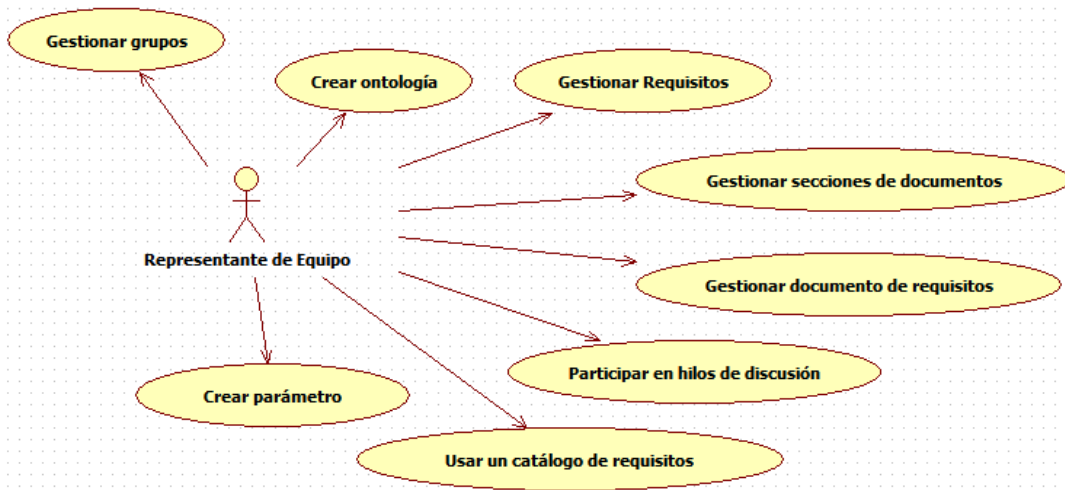 Gestionar grupos
Crear ontología
Gestionar Requisitos
Gestionar secciones de documentos
Representante de Equipo
Gestionar documento de requisitos
Participar en hilos de discusión
Crear parámetro
Usar un catálogo de requisitos